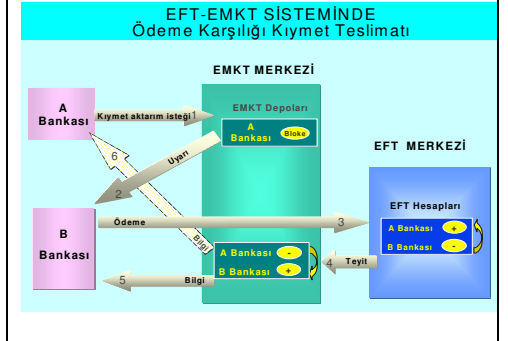 EFT-EMKT SİSTEMİNDE
Ödeme Karşılığı Kıymet Teslimatı
EMKT MERKEZİ
A
Bankası
Kıymet aktarım isteği 1
EMKT Depoları
A
Bankası
Bloke
6
Uyarı
2
EFT MERKEZİ
B
Bankası
Ödeme
3
EFT Hesapları
A Bankası +
B Bankası -
Bilgi
A Bankası -
B Bankası +
4 Teyit
5
Bilgi